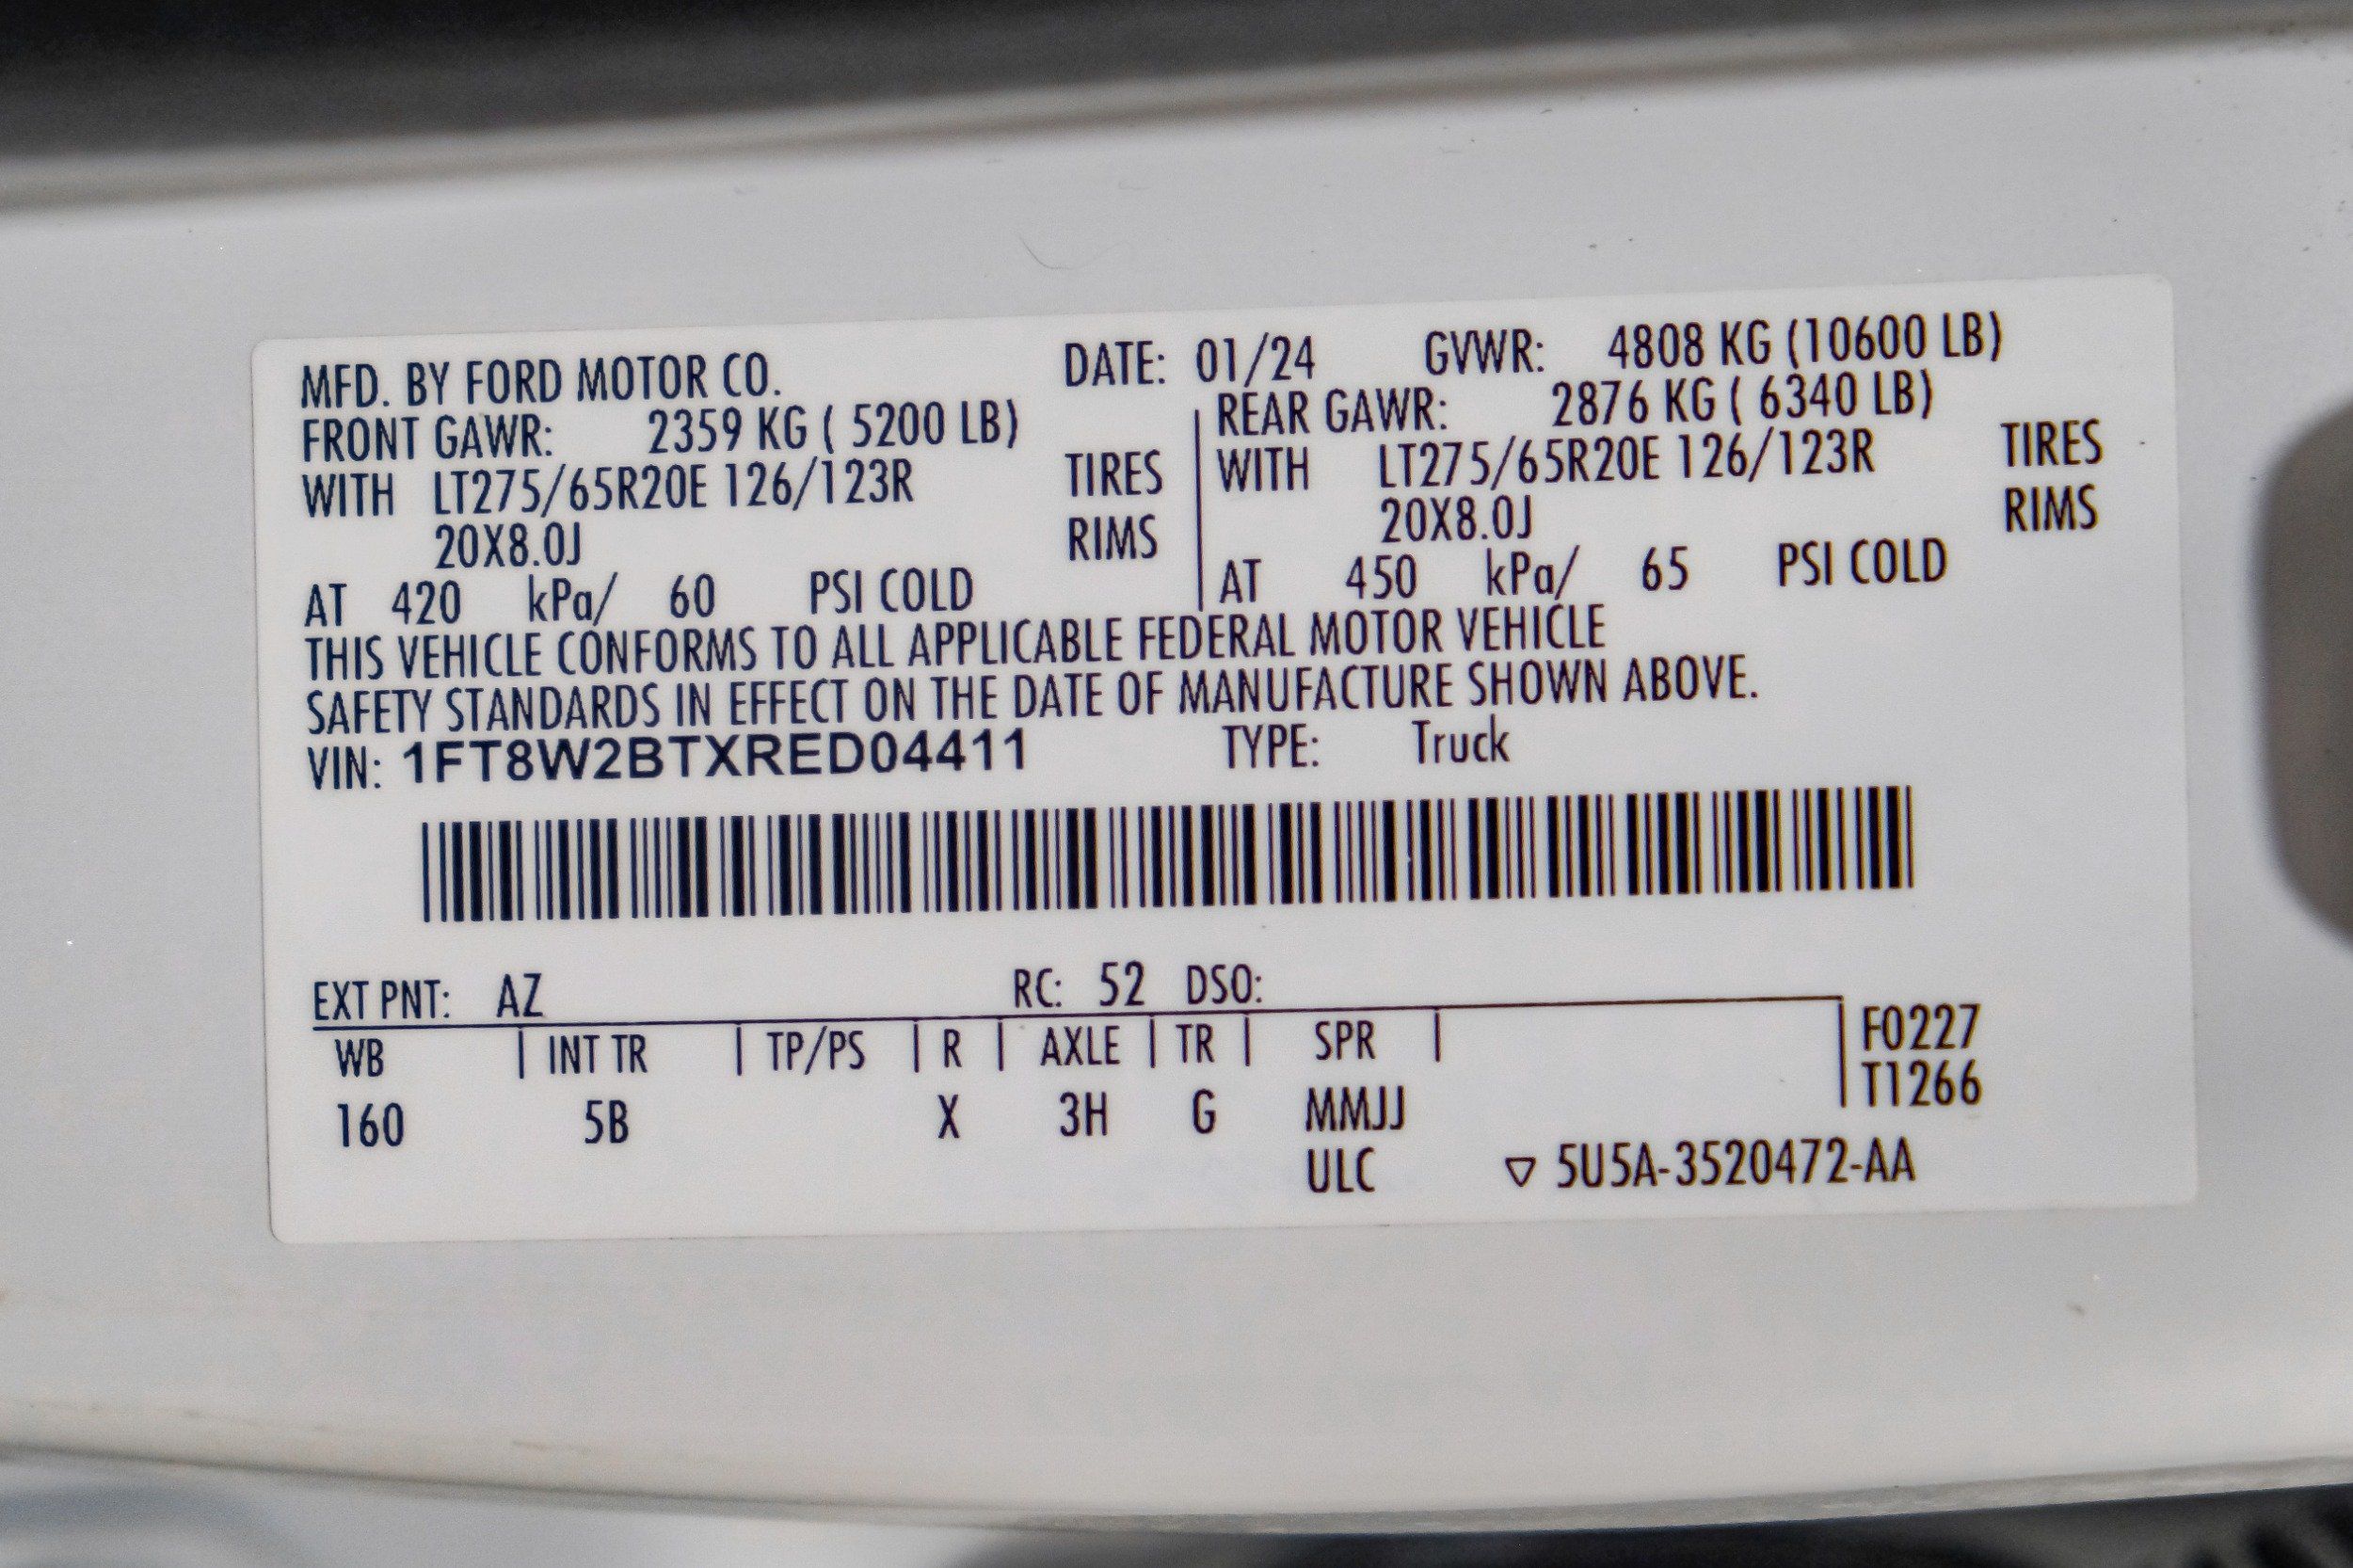 MFD. BY FORD MOTOR CO. DATE: 01/24 GVWR: 4808 KG (10600 LB)
FRONT GAWR: 2359 KG ( 5200 LB) REAR GAWR: 2876 KG ( 6340 LB)
WITH LT275/65R20E 126/123R TIRES WITH LT275/65R20E 126/123R TIRES
20X8.0J RIMS 20X8.0J RIMS
AT 420 kPa/ 60 PSI COLD AT 450 kPa/ 65 PSI COLD
THIS VEHICLE CONFORMS TO ALL APPLICABLE FEDERAL MOTOR VEHICLE
SAFETY STANDARDS IN EFFECT ON THE DATE OF MANUFACTURE SHOWN ABOVE.
VIN: 1FT8W2BTXRED04411 TYPE: Truck
EXT PNT: AZ RC: 52 DSO:
WB INT TR TP/PS R AXLE TR SPR F0227
T1266
160 5B X 3H G MMJJ
ULC ▽ 5U5A-3520472-AA